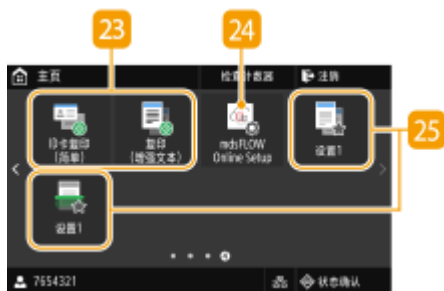 23
24
主页
检查计数器
注销
ID卡复印
(简单)
复印
(增强文本)
mdsFLOW
Online Setup
设置1
25
设置1
7654321
状态确认